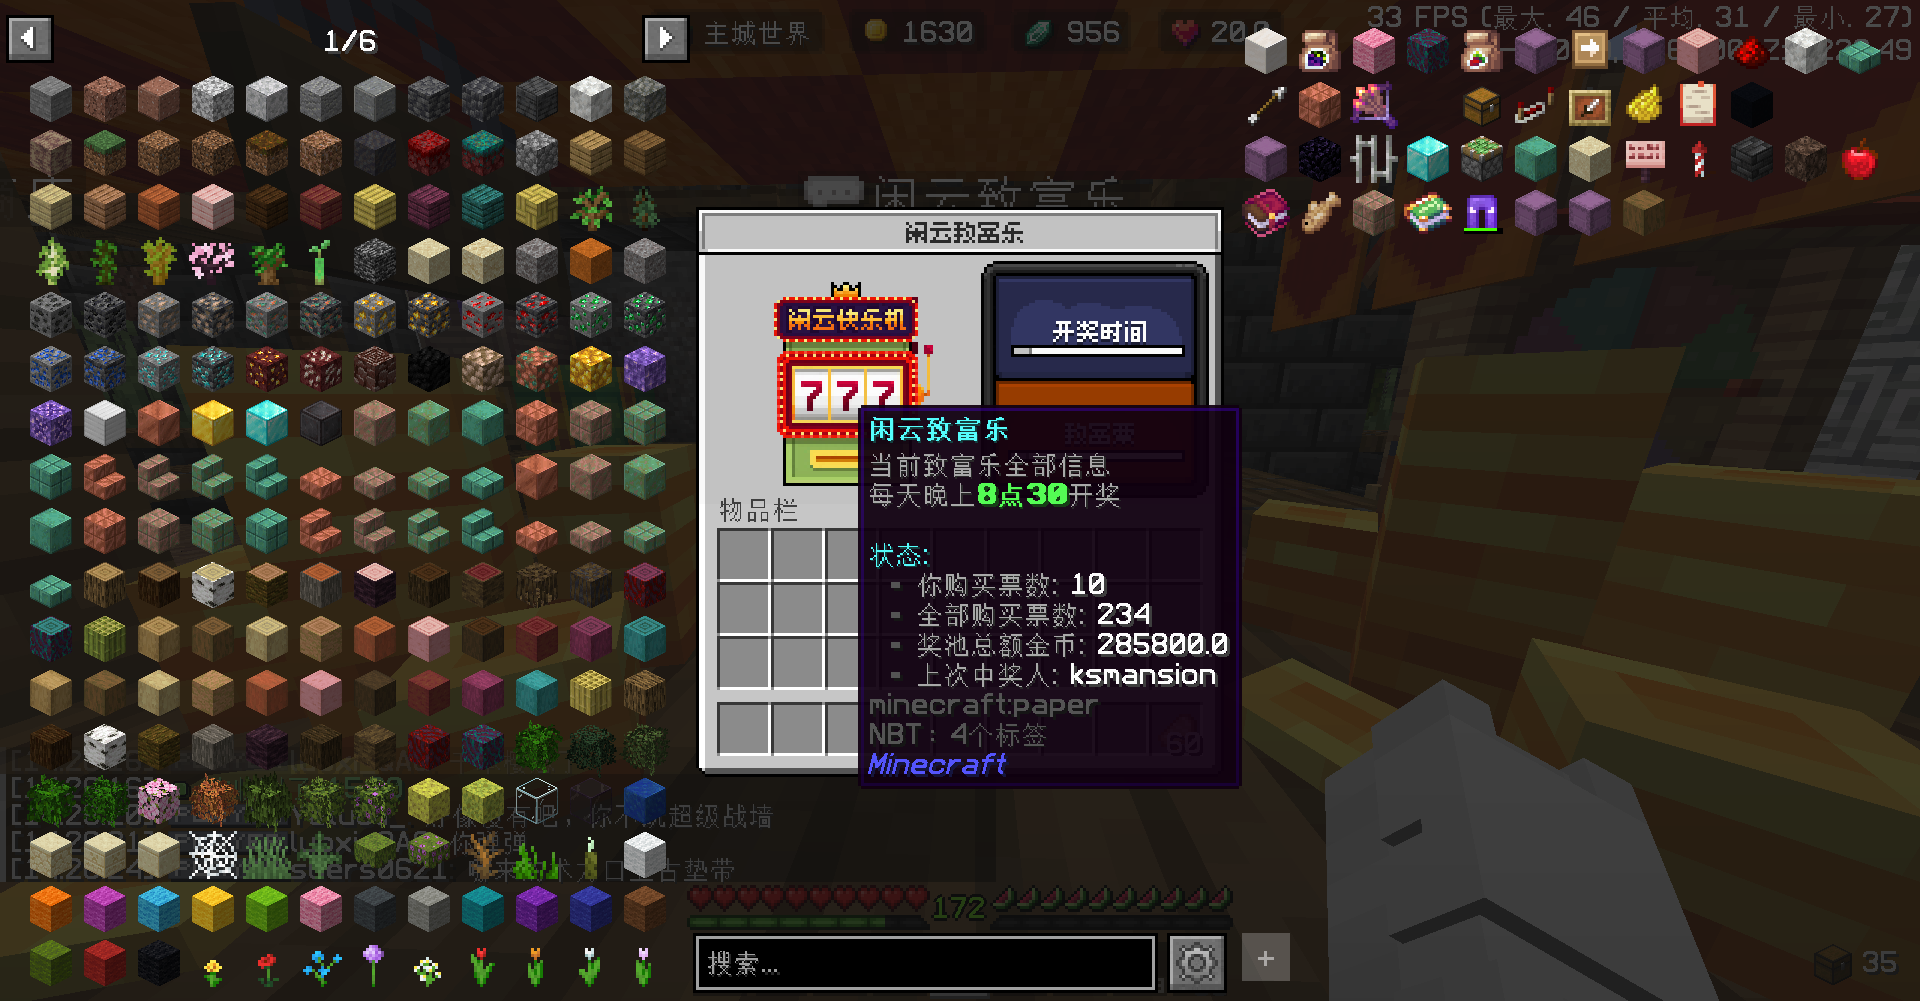 1/6
主城世界
1630
956
20.0
33 FPS (最大. 46 / 平均. 31 / 最小. 27)
闲云致富乐
闲云致富乐
闲云快乐机
777
开奖时间
致富票
闲云致富乐
当前致富乐全部信息
每天晚上8点30开奖
物品栏
状态:
- 你购买票数: 10
- 全部购买票数: 234
- 奖池总额金币: 285800.0
- 上次中奖人: ksmansion
minecraft:paper
NBT: 4个标签
Minecraft
60
超级战墙
172
搜索...
+
35